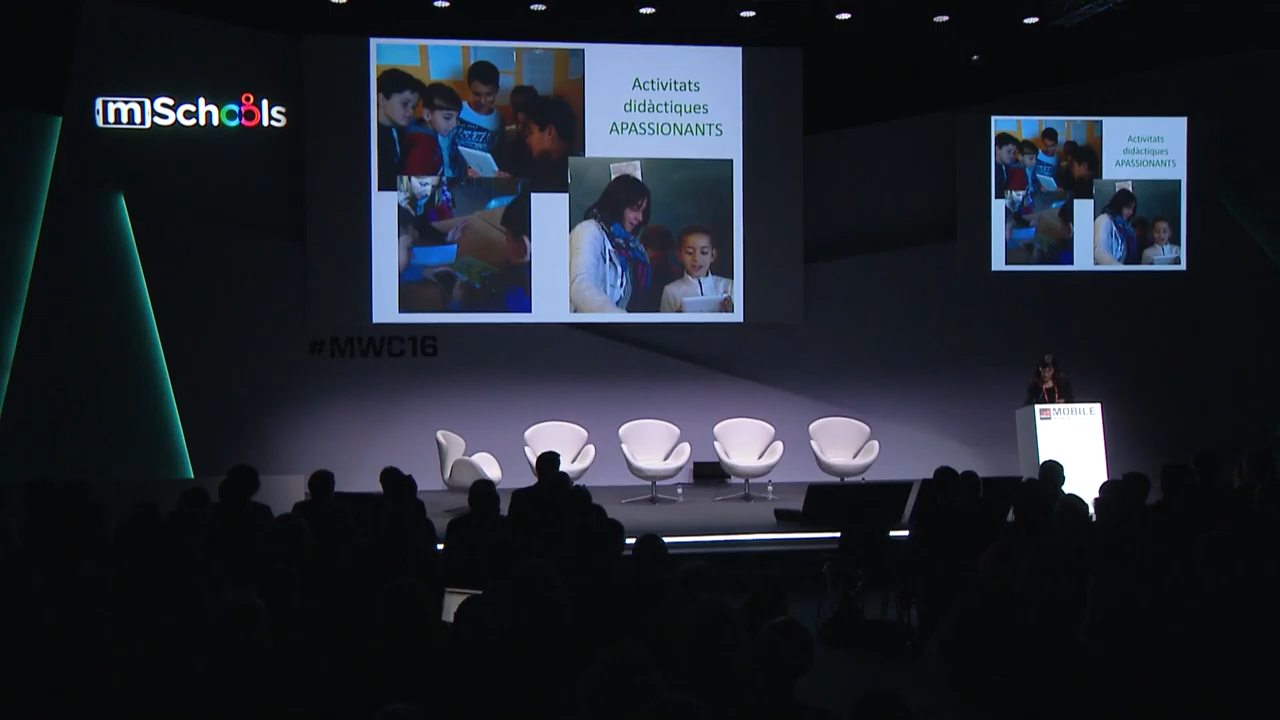 mSchools
Activitats
didàctiques
APASSIONANTS
Activitats
didàctiques
APASSIONANTS
#MWC16
MOBILE